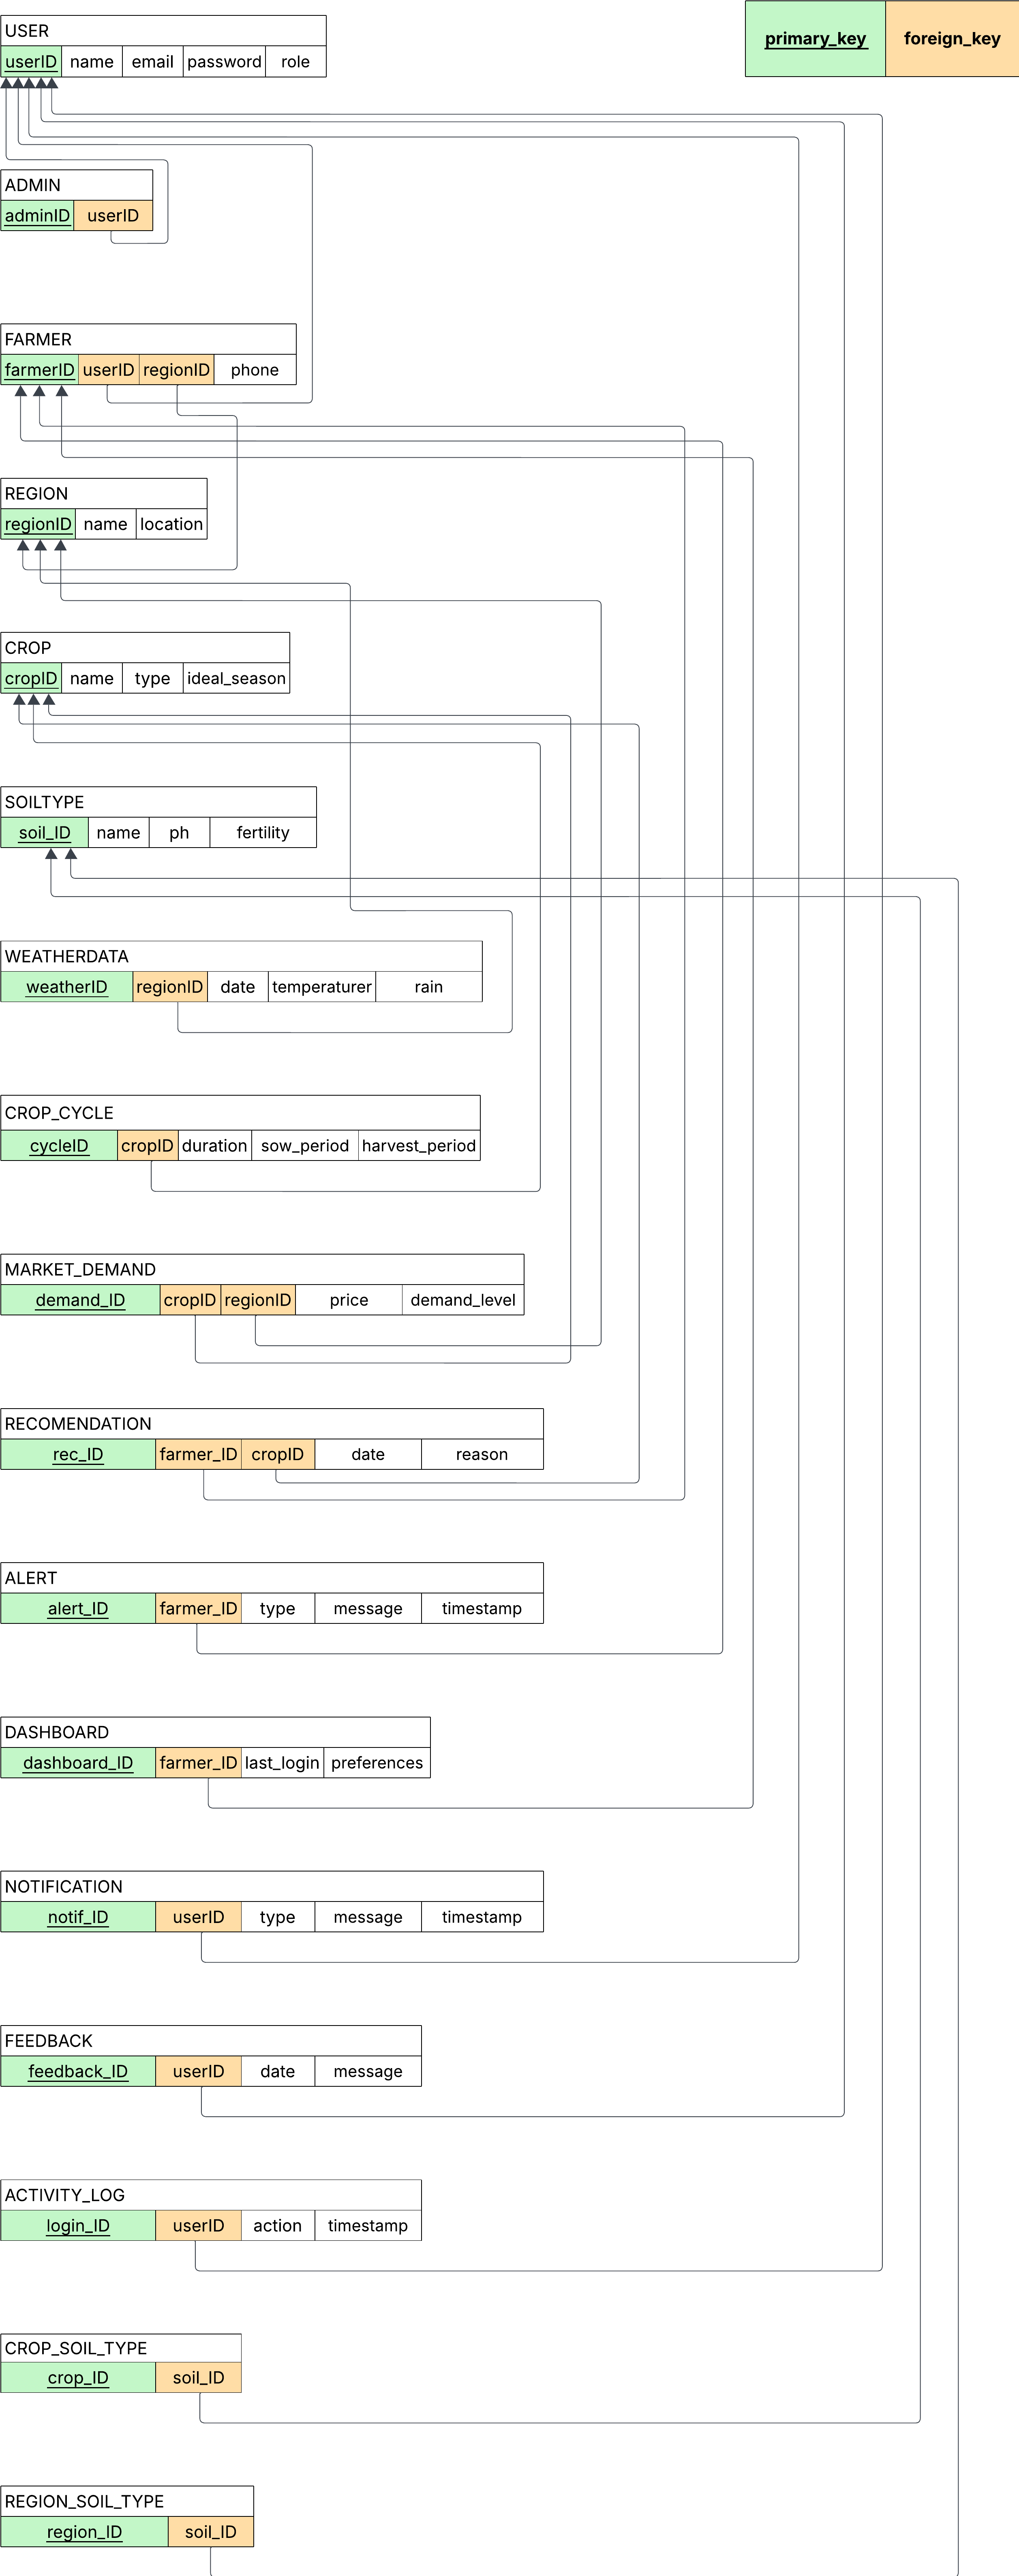 USER
userID name email password role
primary_key foreign_key
ADMIN
adminID userID
FARMER
farmerID userID regionID phone
REGION
regionID name location
CROP
cropID name type ideal_season
SOILTYPE
soil_ID name ph fertility
WEATHERDATA
weatherID regionID date temperaturer rain
CROP_CYCLE
cycleID cropID duration sow_period harvest_period
MARKET_DEMAND
demand_ID cropID regionID price demand_level
RECOMENDATION
rec_ID farmer_ID cropID date reason
ALERT
alert_ID farmer_ID type message timestamp
DASHBOARD
dashboard_ID farmer_ID last_login preferences
NOTIFICATION
notif_ID userID type message timestamp
FEEDBACK
feedback_ID userID date message
ACTIVITY_LOG
login_ID userID action timestamp
CROP_SOIL_TYPE
crop_ID soil_ID
REGION_SOIL_TYPE
region_ID soil_ID